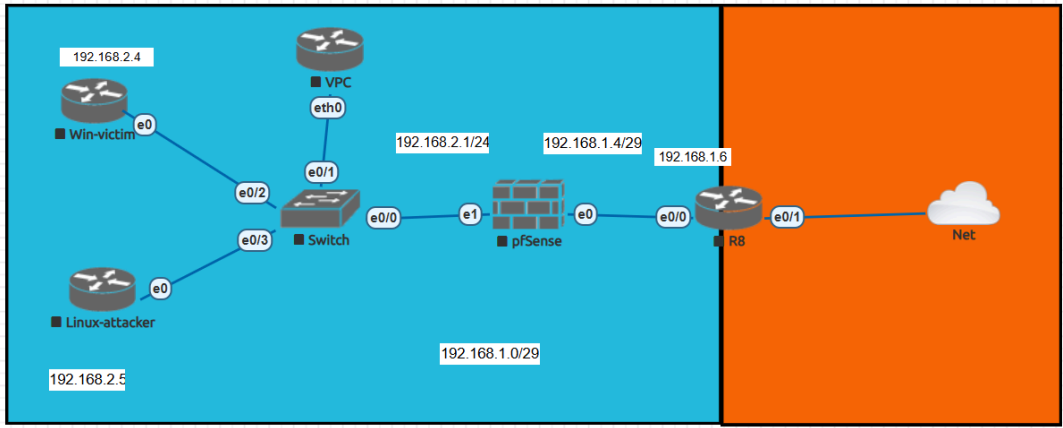 192.168.2.4
VPC
eth0
Win-victim
e0
192.168.2.1/24
192.168.1.4/29
192.168.1.6
e0/1
e0/2
e0/0
e1
e0
e0/0
e0/1
Switch
pfSense
R8
Net
e0/3
e0
Linux-attacker
192.168.1.0/29
192.168.2.5